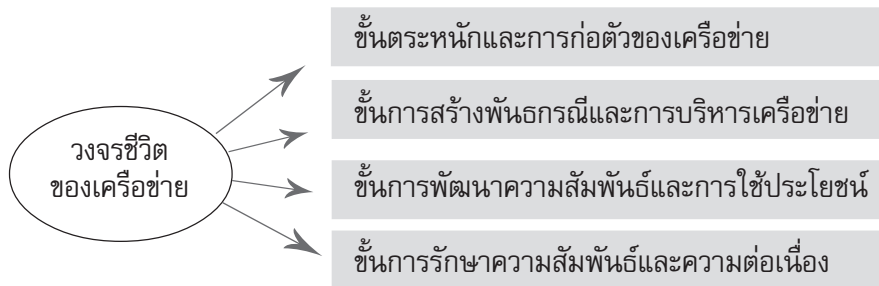 ขั้นตระหนักและการก่อตัวของเครือข่าย
ขั้นการสร้างพันธกรณีและการบริหารเครือข่าย
วงจรชีวิต
ของเครือข่าย
ขั้นการพัฒนาความสัมพันธ์และการใช้ประโยชน์
ขั้นการรักษาความสัมพันธ์และความต่อเนื่อง